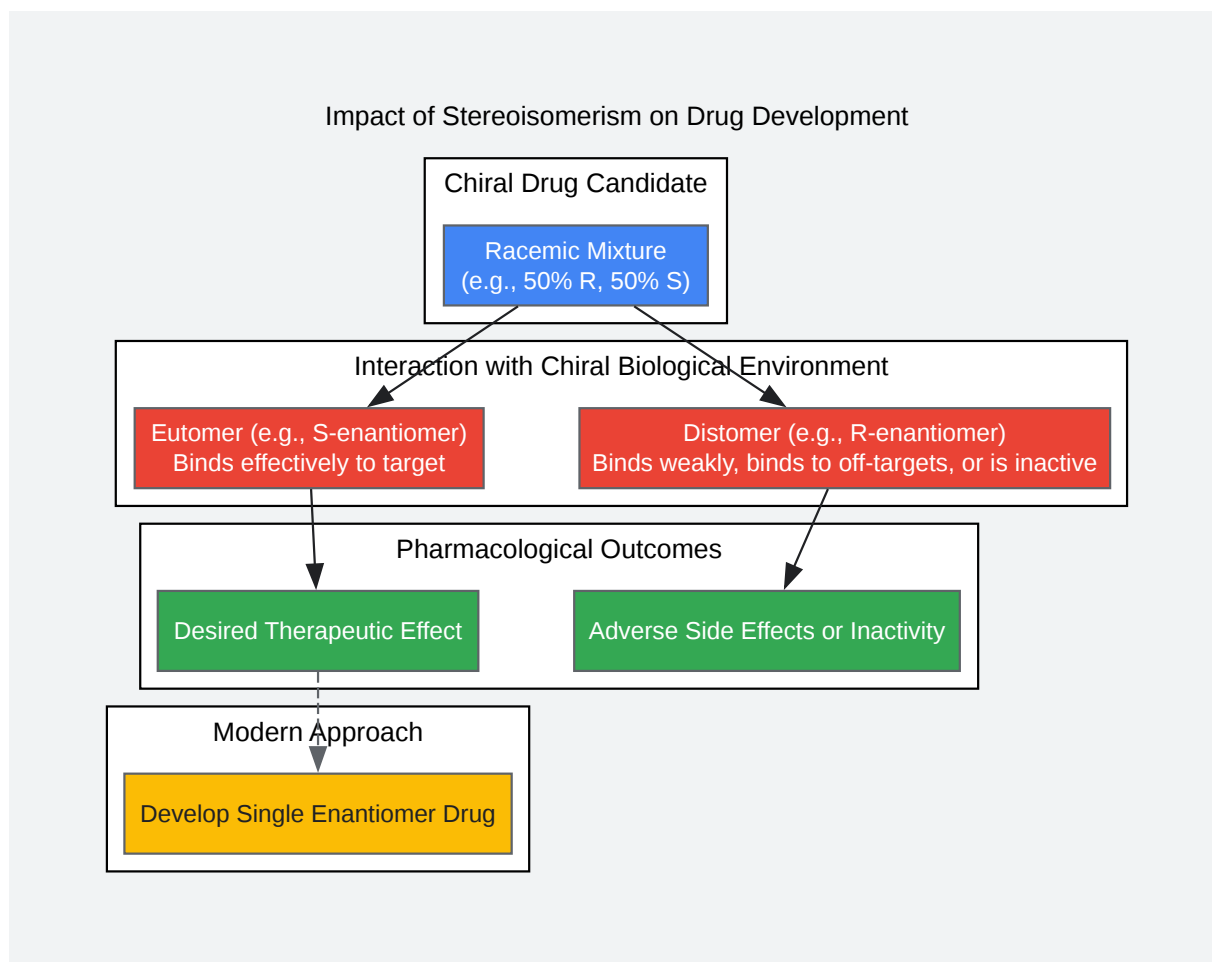 Impact of Stereoisomerism on Drug Development
Chiral Drug Candidate
Racemic Mixture
(e.g., 50% R, 50% S)
Interaction with Chiral Biological Environment
Eutomer (e.g., S-enantiomer)
Binds effectively to target
Distomer (e.g., R-enantiomer)
Binds weakly, binds to off-targets, or is inactive
Pharmacological Outcomes
Desired Therapeutic Effect
Adverse Side Effects or Inactivity
Modern Approach
Develop Single Enantiomer Drug